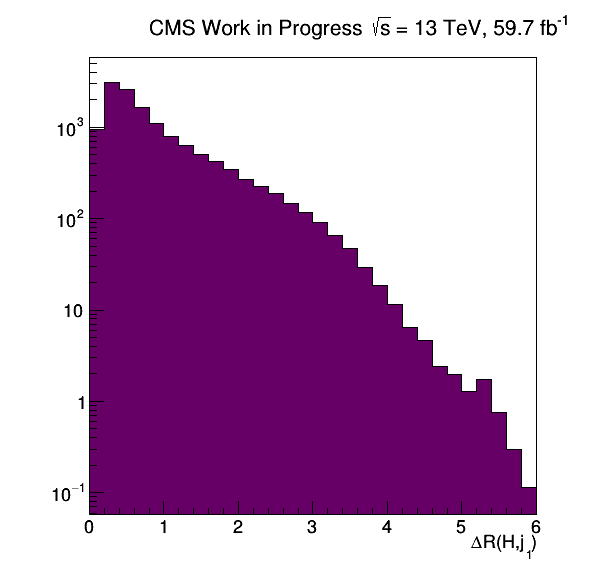 CMS Work in Progress √s = 13 TeV, 59.7 fb⁻¹
10³
10²
10
1
10⁻¹
0 1 2 3 4 5 6
ΔR(H,j₁)